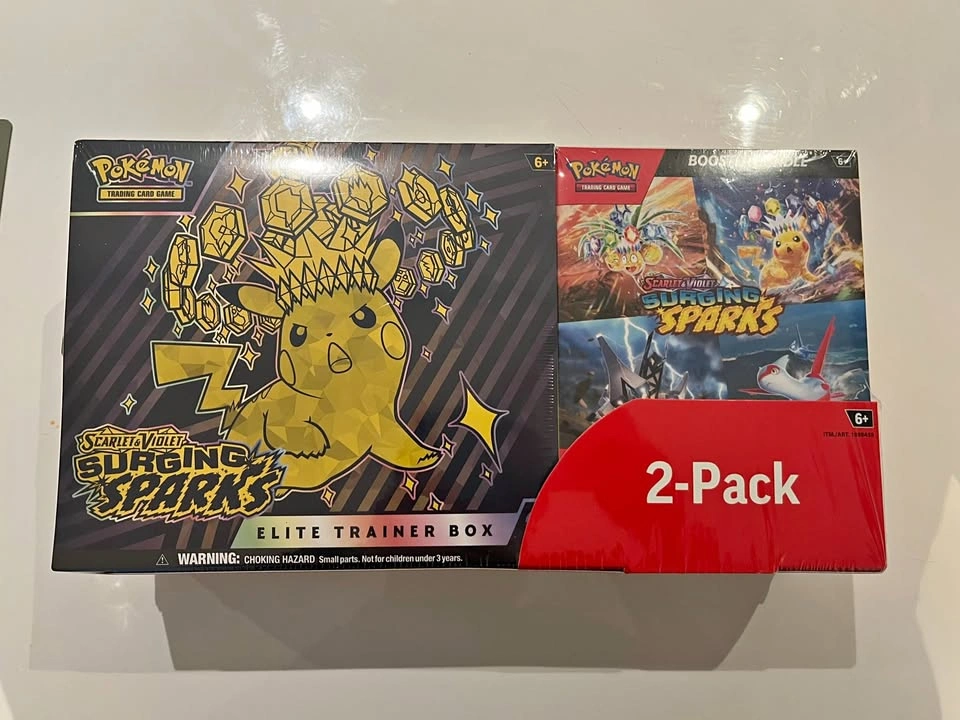 POKéMON
TRADING CARD GAME
6+
SCARLET & VIOLET
SURGING
SPARKS
ELITE TRAINER BOX
WARNING: CHOKING HAZARD Small parts. Not for children under 3 years.
POKéMON
TRADING CARD GAME
6+
SCARLET & VIOLET
SURGING
SPARKS
6+
2-Pack